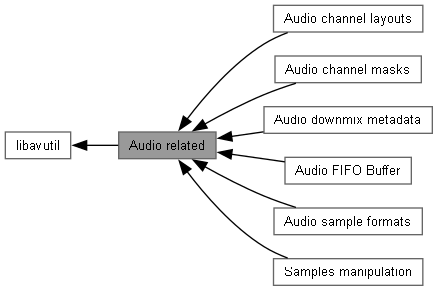 Audio channel layouts
Audio channel masks
Audio downmix metadata
libavutil
Audio related
Audio FIFO Buffer
Audio sample formats
Samples manipulation